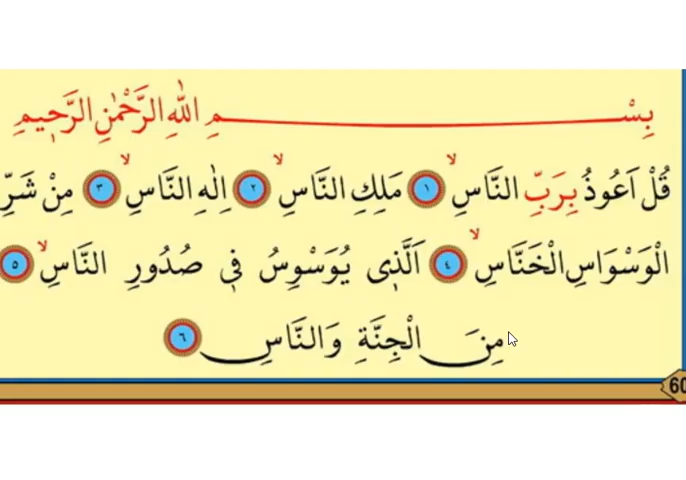 بِسْــــــــمِ اللّٰهِ الرَّحْمٰنِ الرَّح۪يمِ
قُلْ اَعُوذُ بِرَبِّ النَّاسِۙ ﴿١﴾ مَلِكِ النَّاسِۙ ﴿٢﴾ اِلٰهِ النَّاسِۙ ﴿٣﴾ مِنْ شَرِّ
الْوَسْوَاسِ الْخَنَّاسِۙ ﴿٤﴾ اَلَّذ۪ى يُوَسْوِسُ ف۪ى صُدُورِ النَّاسِۙ ﴿٥﴾
مِنَ الْجِنَّةِ وَالنَّاسِ ﴿٦﴾